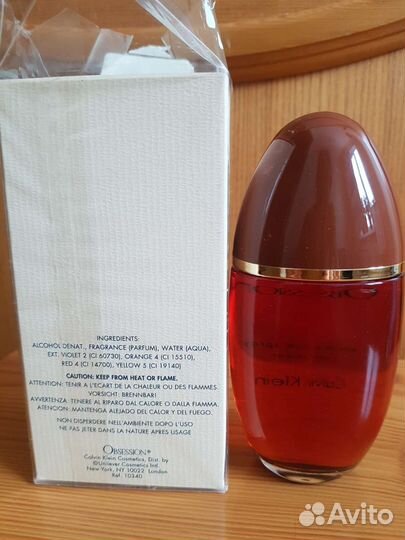 INGREDIENTS:
ALCOHOL DENAT., FRAGRANCE (PARFUM), WATER (AQUA),
EXT. VIOLET 2 (CI 60730), ORANGE 4 (CI 15510),
RED 4 (CI 14700), YELLOW 5 (CI 19140)
CAUTION: KEEP FROM HEAT OR FLAME.
ATTENTION: TENIR A L'ECART DE LA CHALEUR OU DES FLAMMES.
VORSICHT: BRENNBAR!
AVVERTENZA: TENERE AL RIPARO DAL CALORE O DALLA FIAMMA.
ATENCION: MANTENGA ALEJADO DEL CALOR Y DEL FUEGO.
NON DISPERDERE NELL'AMBIENTE DOPO L'USO
NE PAS JETER DANS LA NATURE APRES USAGE
OBSESSION®
Calvin Klein Cosmetics, Dist. by
©Unilever Cosmetics Intl.
New York, NY 10022 London
Ref. 10340
OBSESSION
Calvin Klein
Avito